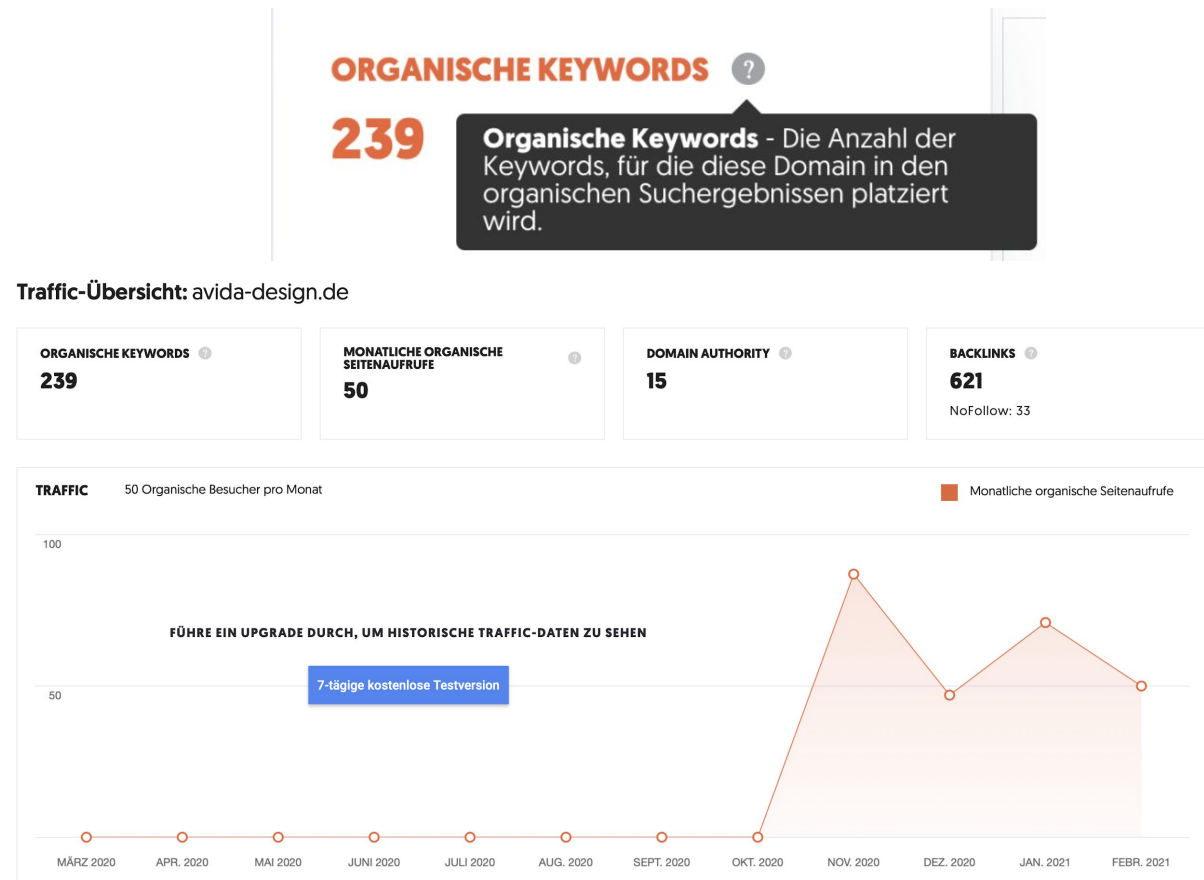 ORGANISCHE KEYWORDS ?
239
Organische Keywords - Die Anzahl der
Keywords, für die diese Domain in den
organischen Suchergebnissen platziert
wird.
Traffic-Übersicht: avida-design.de
ORGANISCHE KEYWORDS ?
239
MONATLICHE ORGANISCHE
SEITENAUFRUFE ?
50
DOMAIN AUTHORITY ?
15
BACKLINKS ?
621
NoFollow: 33
TRAFFIC 50 Organische Besucher pro Monat
Monatliche organische Seitenaufrufe
100
FÜHRE EIN UPGRADE DURCH, UM HISTORISCHE TRAFFIC-DATEN ZU SEHEN
7-tägige kostenlose Testversion
50
MÄRZ 2020 APR. 2020 MAI 2020 JUNI 2020 JULI 2020 AUG. 2020 SEPT. 2020 OKT. 2020 NOV. 2020 DEZ. 2020 JAN. 2021 FEBR. 2021